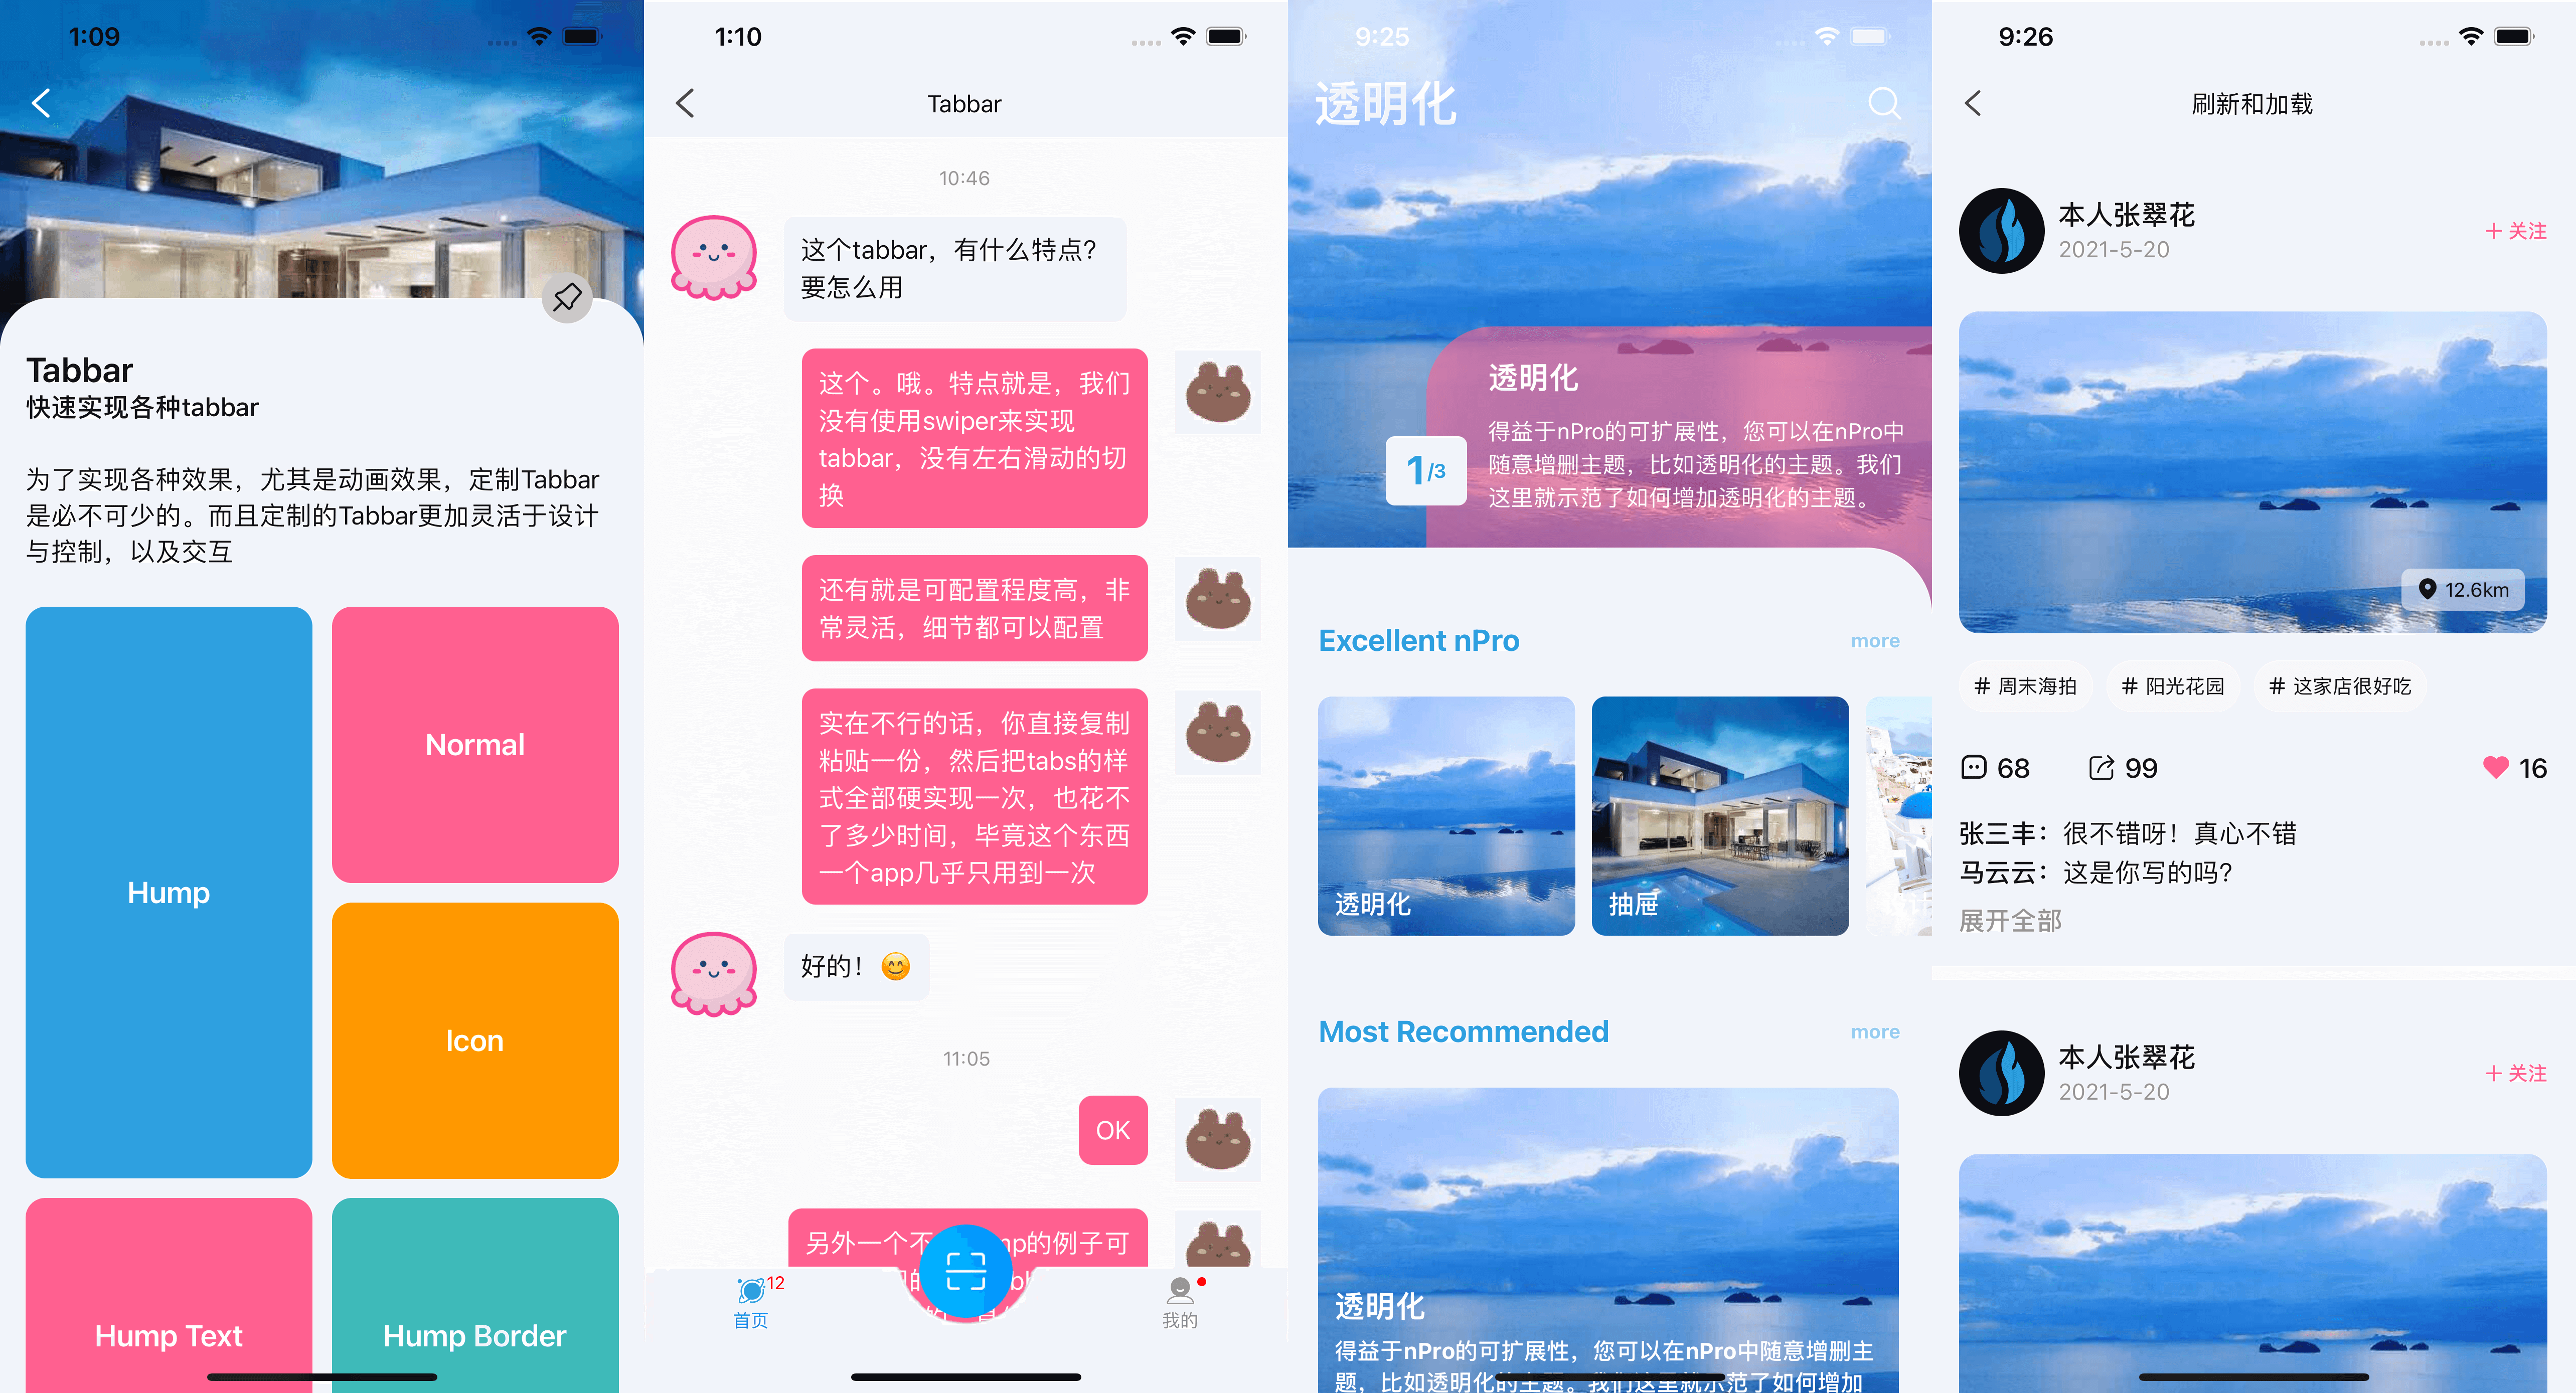 1:09
Tabbar
快速实现各种tabbar
为了实现各种效果，尤其是动画效果，定制Tabbar
是必不可少的。而且定制的Tabbar更加灵活于设计
与控制，以及交互
Hump
Normal
Icon
Hump Text
Hump Border
1:10
Tabbar
10:46
这个tabbar，有什么特点？
要怎么用
这个。哦。特点就是，我们
没有使用swiper来实现
tabbar，没有左右滑动的切
换
还有就是可配置程度高，非
常灵活，细节都可以配置
实在不行的话，你直接复制
粘贴一份，然后把tabs的样
式全部硬实现一次，也花不
了多少时间，毕竟这个东西
一个app几乎只用到一次
好的！😊
11:05
OK
另外一个不 的例子可
12
首页
我的
9:25
透明化
透明化
得益于nPro的可扩展性，您可以在nPro中
随意增删主题，比如透明化的主题。我们
这里就示范了如何增加透明化的主题。
1/3
Excellent nPro
more
透明化
抽屉
Most Recommended
more
透明化
得益于nPro的可扩展性，您可以在nPro中随意增删主
题，比如透明化的主题。我们这里就示范了如何增加
9:26
刷新和加载
本人张翠花
2021-5-20
+ 关注
12.6km
# 周末海拍
# 阳光花园
# 这家店很好吃
68
99
16
张三丰：很不错呀！真心不错
马云云：这是你写的吗？
展开全部
本人张翠花
2021-5-20
+ 关注